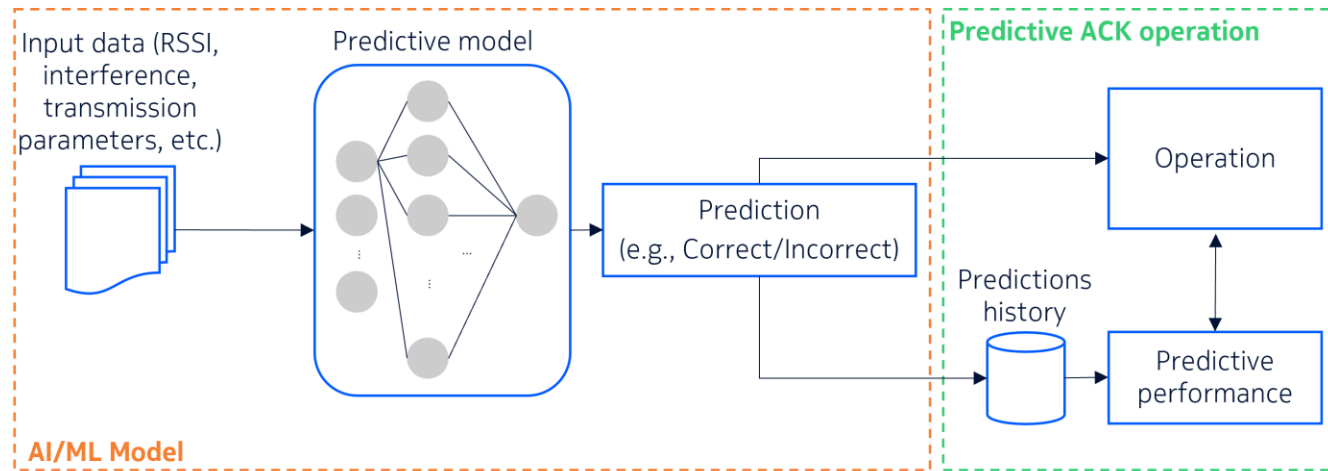 Input data (RSSI,
interference,
transmission
parameters, etc.)
Predictive model
...
...
...
Prediction
(e.g., Correct/Incorrect)
AI/ML Model
Predictive ACK operation
Operation
Predictions
history
Predictive
performance